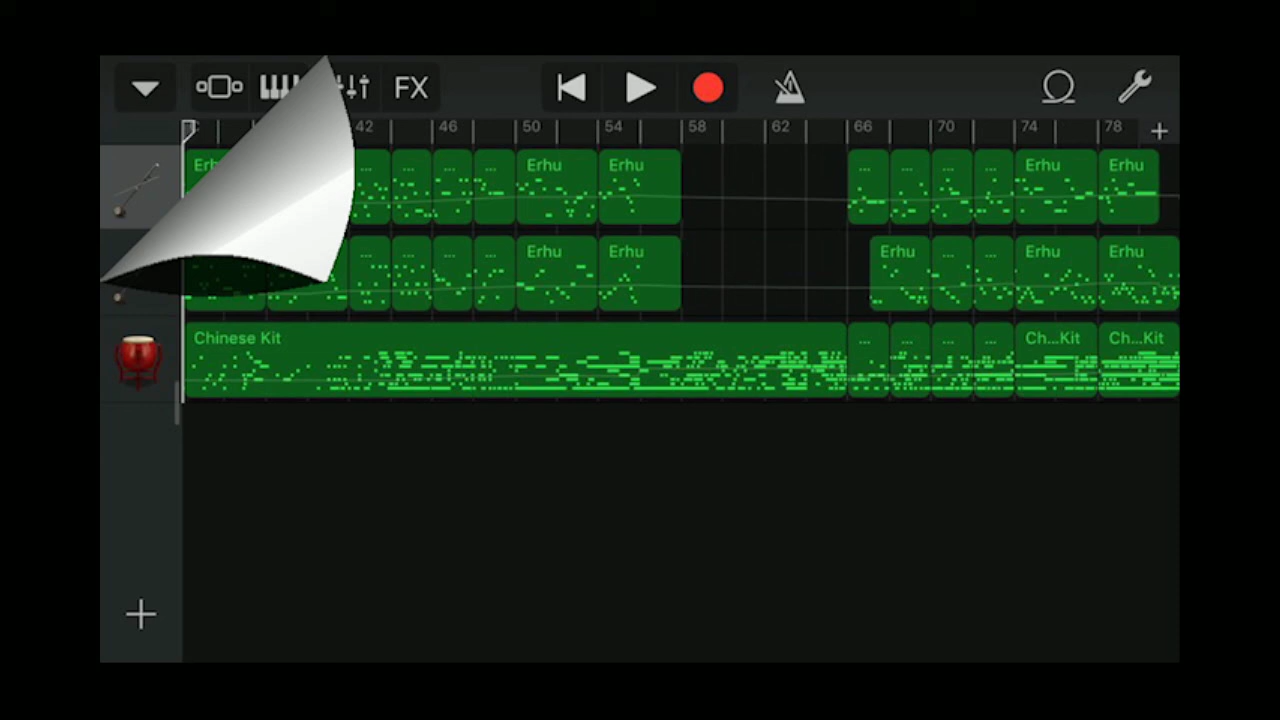 FX
42 46 50 54 58 62 66 70 74 78
... ... ... ... Erhu Erhu ... ... ... ... Erhu Erhu
... ... ... ... Erhu Erhu Erhu ... ... Erhu Erhu
Chinese Kit ... ... ... ... Ch...Kit Ch...Kit